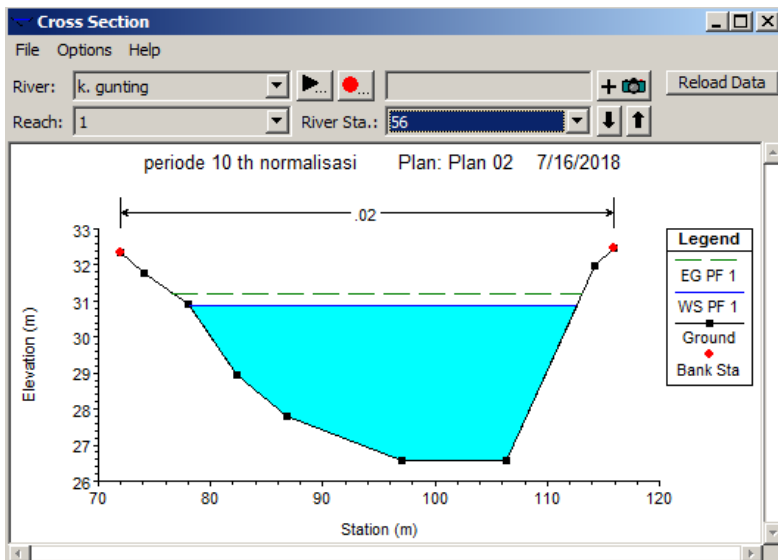 Cross Section
File Options Help
River: k. gunting ... ... + Reload Data
Reach: 1 River Sta.: 56
periode 10 th normalisasi Plan: Plan 02 7/16/2018
.02
33
32
31
30
29
28
27
26
Elevation (m)
70 80 90 100 110 120
Station (m)
Legend
EG PF 1
WS PF 1
Ground
Bank Sta